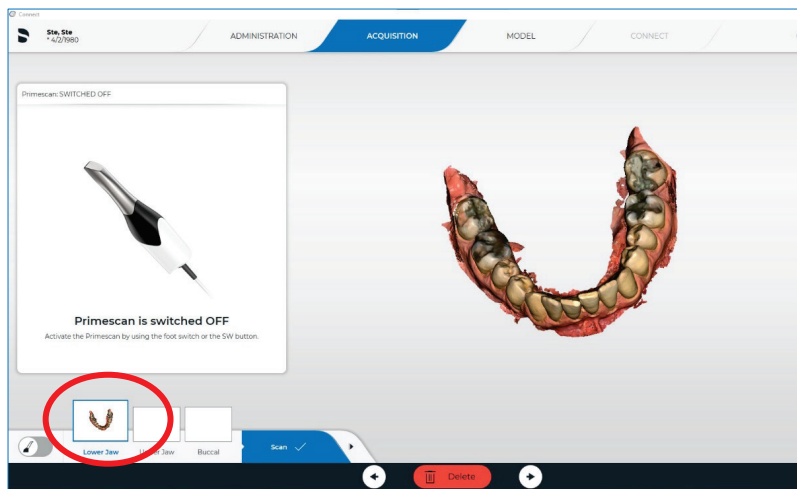 Connect
Ste, Ste
* 4/2/1980
ADMINISTRATION
ACQUISITION
MODEL
CONNECT
Primescan: SWITCHED OFF
Primescan is switched OFF
Activate the Primescan by using the foot switch or the SW button.
Lower Jaw
Jaw
Buccal
Scan
Delete